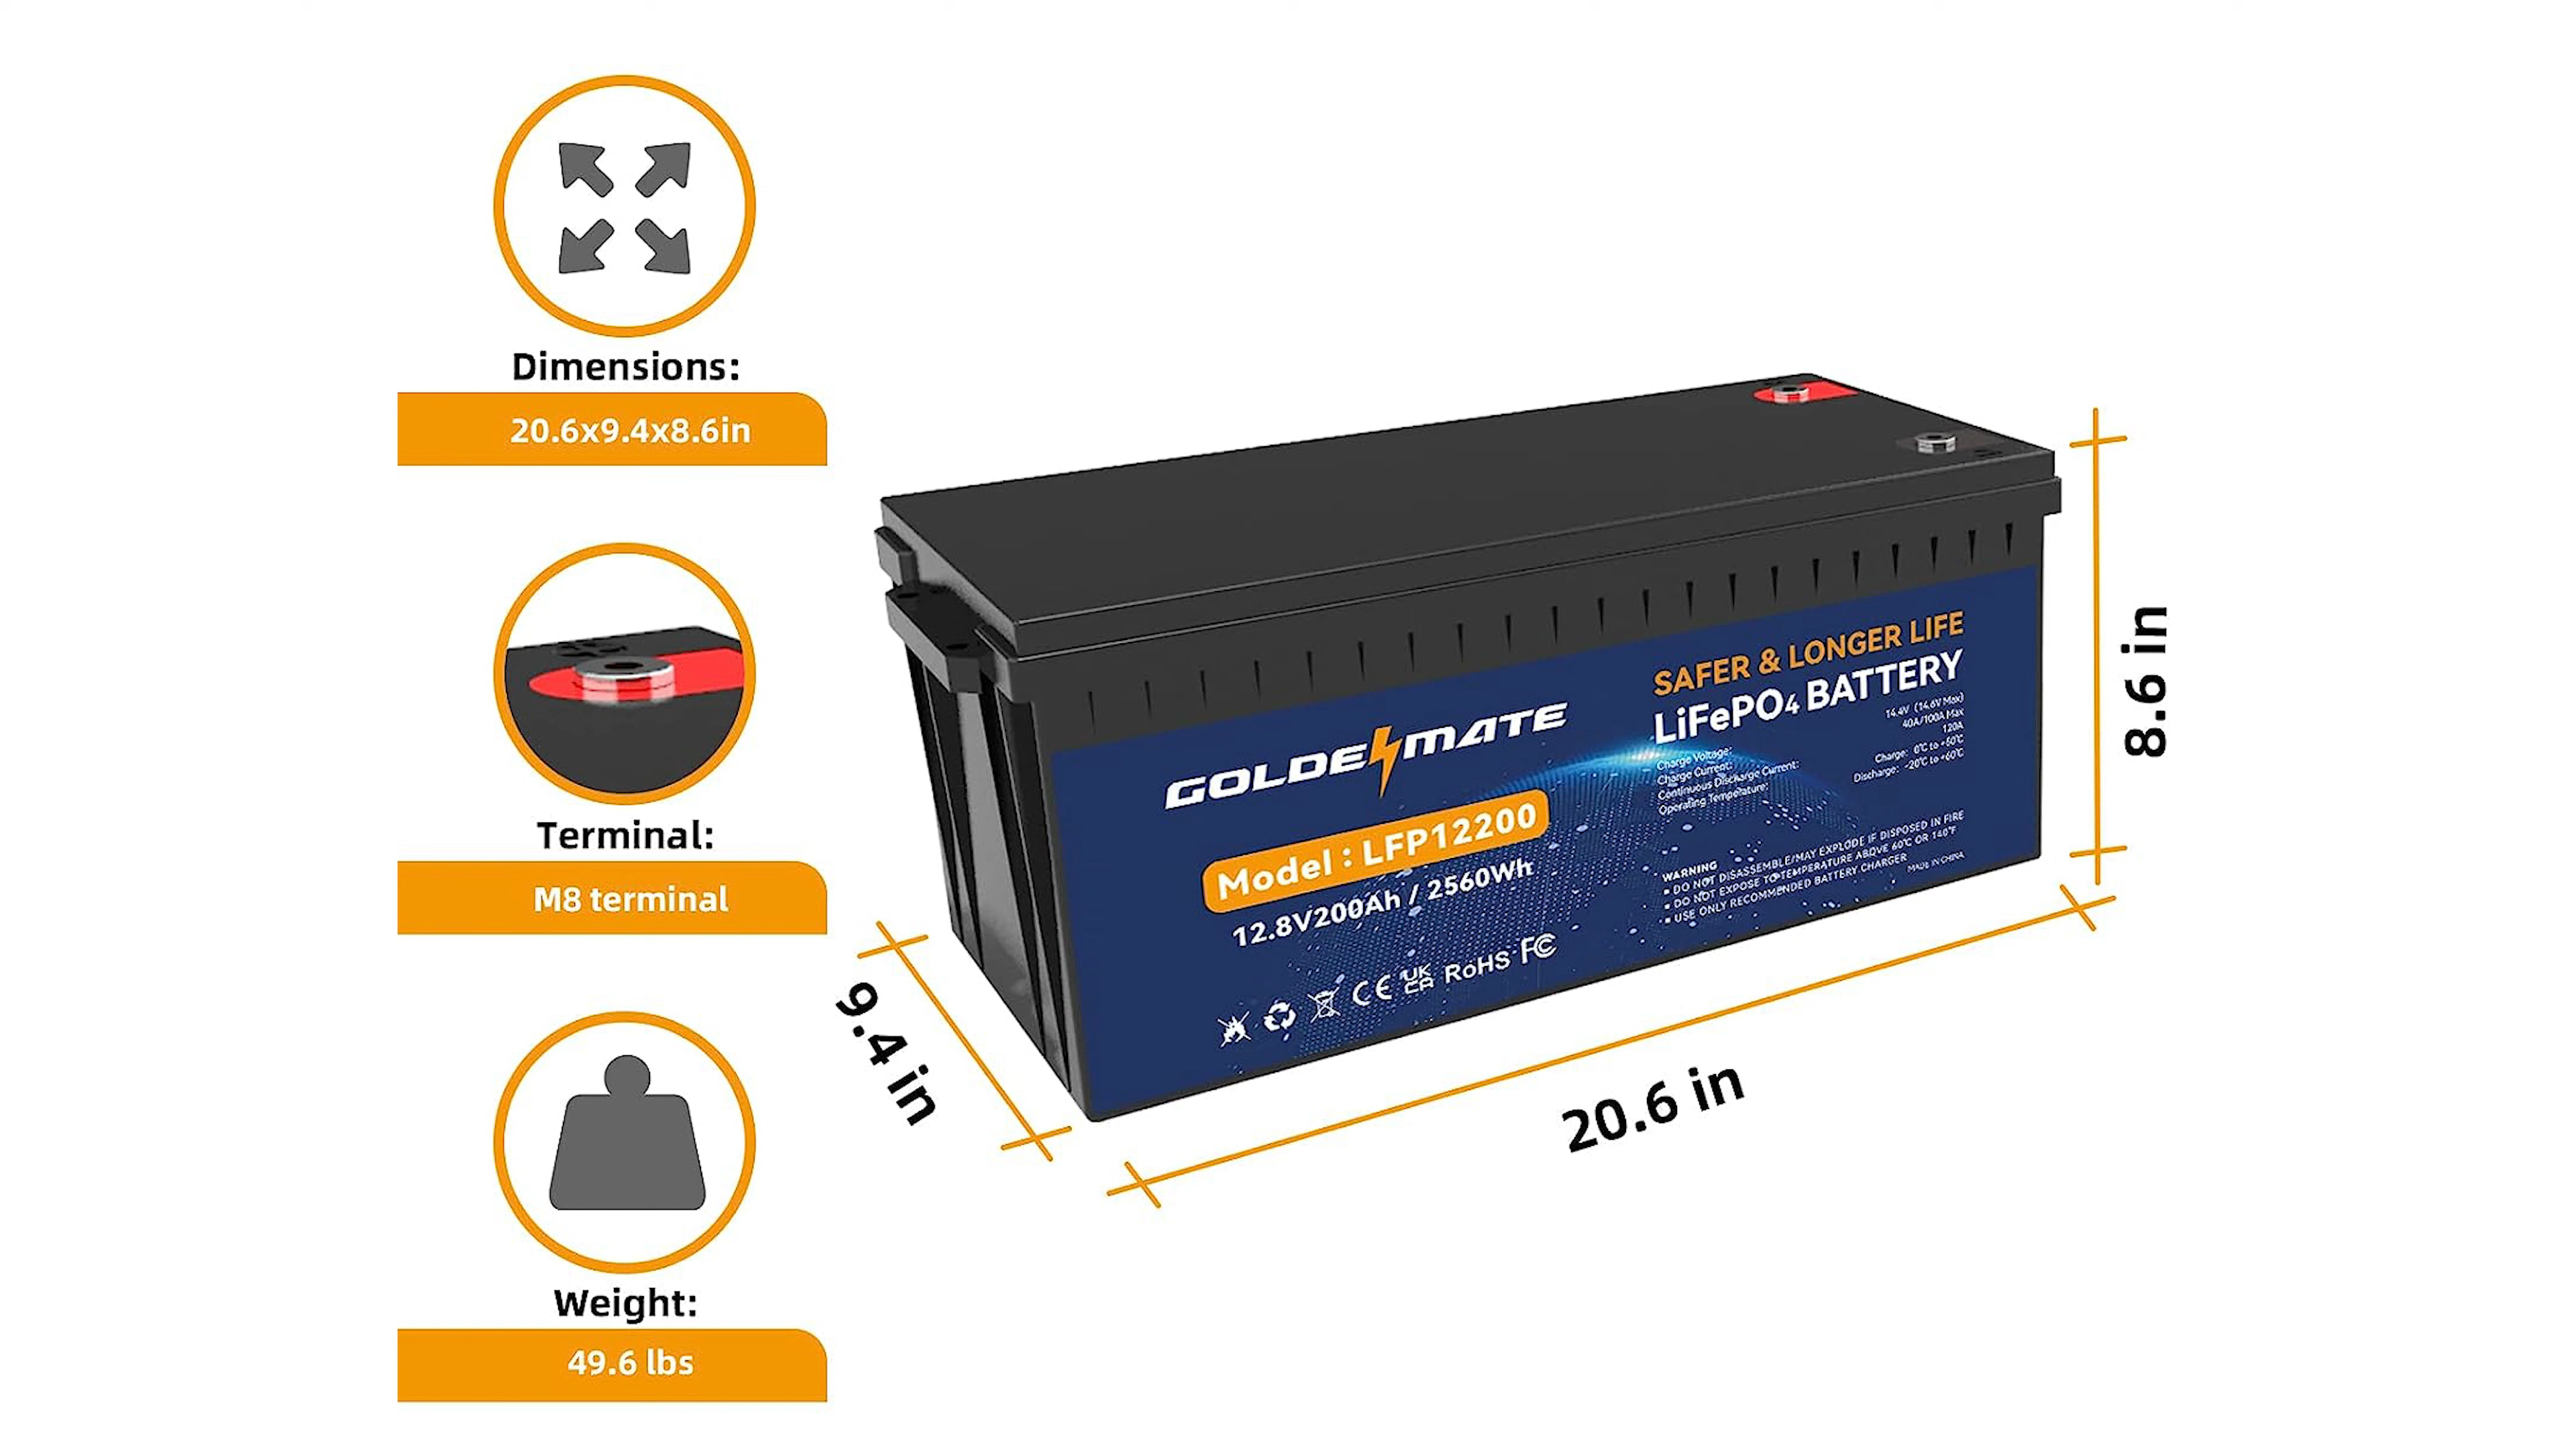 Dimensions:
20.6x9.4x8.6in
Terminal:
M8 terminal
Weight:
49.6 lbs
GOLDENMATE
Model : LFP12200
12.8V200Ah / 2560Wh
CE UK CA RoHS FC
SAFER & LONGER LIFE
LiFePO4 BATTERY
Charge Voltage: 14.4V (14.6V Max)
Charge Current: 40A/100A Max
Continuous Discharge Current: 120A
Operating Temperature: Charge: 0℃ to +50℃
Discharge: -20℃ to +60℃
WARNING
▪ DO NOT DISASSEMBLE/MAY EXPLODE IF DISPOSED IN FIRE
▪ DO NOT EXPOSE TO TEMPERATURE ABOVE 60℃ OR 140℉
▪ USE ONLY RECOMMENDED BATTERY CHARGER
MADE IN CHINA
9.4 in
20.6 in
8.6 in